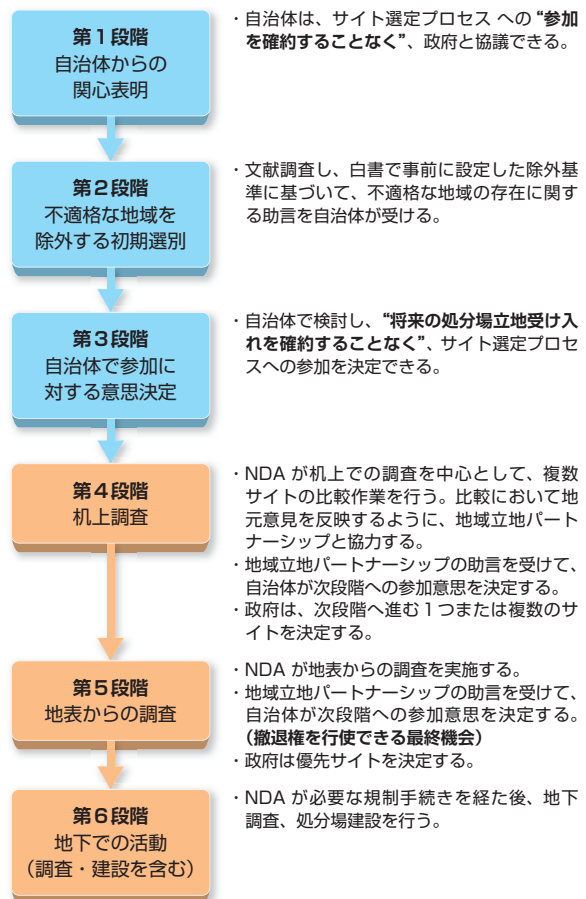 第1段階
自治体からの
関心表明
・自治体は、サイト選定プロセス への “参加
を確約することなく”、政府と協議できる。
第2段階
不適格な地域を
除外する初期選別
・文献調査し、白書で事前に設定した除外基
準に基づいて、不適格な地域の存在に関す
る助言を自治体が受ける。
第3段階
自治体で参加に
対する意思決定
・自治体で検討し、“将来の処分場立地受け入
れを確約することなく”、サイト選定プロセ
スへの参加を決定できる。
第4段階
机上調査
・NDA が机上での調査を中心として、複数
サイトの比較作業を行う。比較において地
元意見を反映するように、地域立地パート
ナーシップと協力する。
・地域立地パートナーシップの助言を受けて、
自治体が次段階への参加意思を決定する。
・政府は、次段階へ進む1つまたは複数のサ
イトを決定する。
第5段階
地表からの調査
・NDA が地表からの調査を実施する。
・地域立地パートナーシップの助言を受けて、
自治体が次段階への参加意思を決定する。
（撤退権を行使できる最終機会）
・政府は優先サイトを決定する。
第6段階
地下での活動
（調査・建設を含む）
・NDA が必要な規制手続きを経た後、地下
調査、処分場建設を行う。